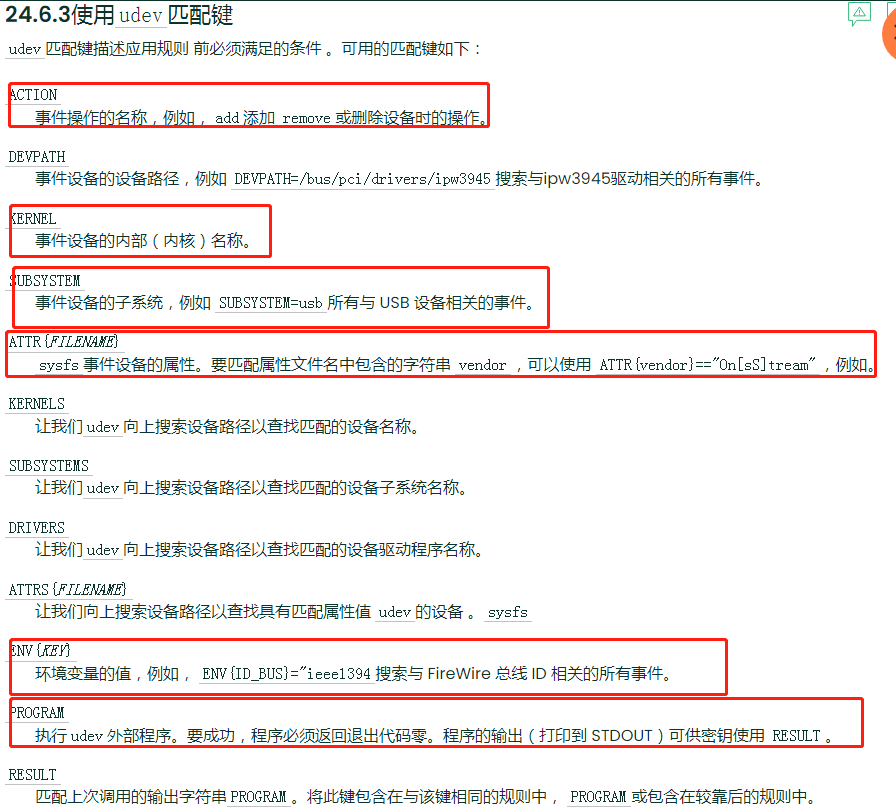 24.6.3使用 udev 匹配键
udev 匹配键描述应用规则 前必须满足的条件 。可用的匹配键如下：
ACTION
事件操作的名称，例如， add 添加 remove 或删除设备时的操作。
DEVPATH
事件设备的设备路径，例如 DEVPATH=/bus/pci/drivers/ipw3945 搜索与ipw3945驱动相关的所有事件。
KERNEL
事件设备的内部（内核）名称。
SUBSYSTEM
事件设备的子系统，例如 SUBSYSTEM=usb 所有与 USB 设备相关的事件。
ATTR{FILENAME}
sysfs 事件设备的属性。要匹配属性文件名中包含的字符串 vendor ，可以使用 ATTR{vendor}=="On[sS]tream" ，例如。
KERNELS
让我们 udev 向上搜索设备路径以查找匹配的设备名称。
SUBSYSTEMS
让我们 udev 向上搜索设备路径以查找匹配的设备子系统名称。
DRIVERS
让我们 udev 向上搜索设备路径以查找匹配的设备驱动程序名称。
ATTRS{FILENAME}
让我们向上搜索设备路径以查找具有匹配属性值 udev 的设备 。 sysfs
ENV{KEY}
环境变量的值，例如， ENV{ID_BUS}="ieee1394 搜索与 FireWire 总线 ID 相关的所有事件。
PROGRAM
执行 udev 外部程序。要成功，程序必须返回退出代码零。程序的输出（打印到 STDOUT）可供密钥使用 RESULT 。
RESULT
匹配上次调用的输出字符串 PROGRAM 。将此键包含在与该键相同的规则中， PROGRAM 或包含在较靠后的规则中。